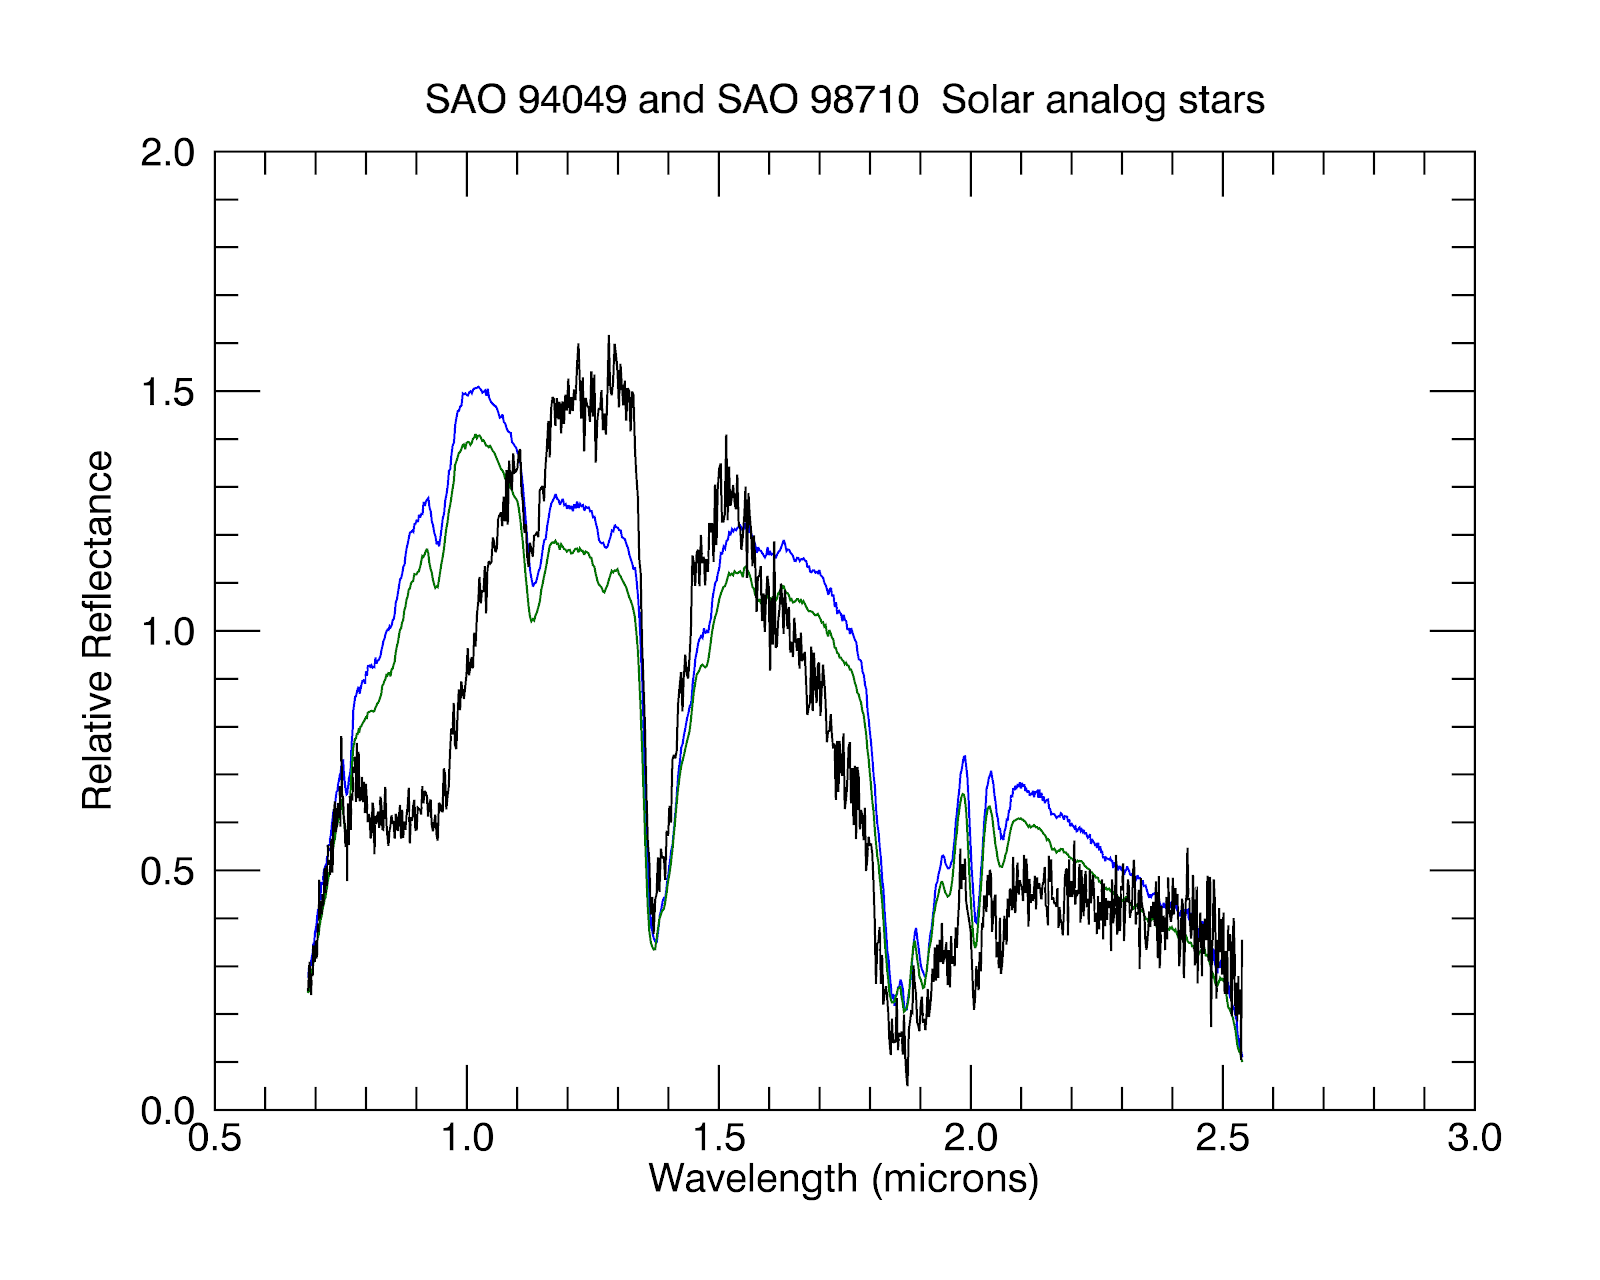 SAO 94049 and SAO 98710  Solar analog stars
2.0
1.5
1.0
0.5
0.0
Relative Reflectance
0.5 1.0 1.5 2.0 2.5 3.0
Wavelength (microns)